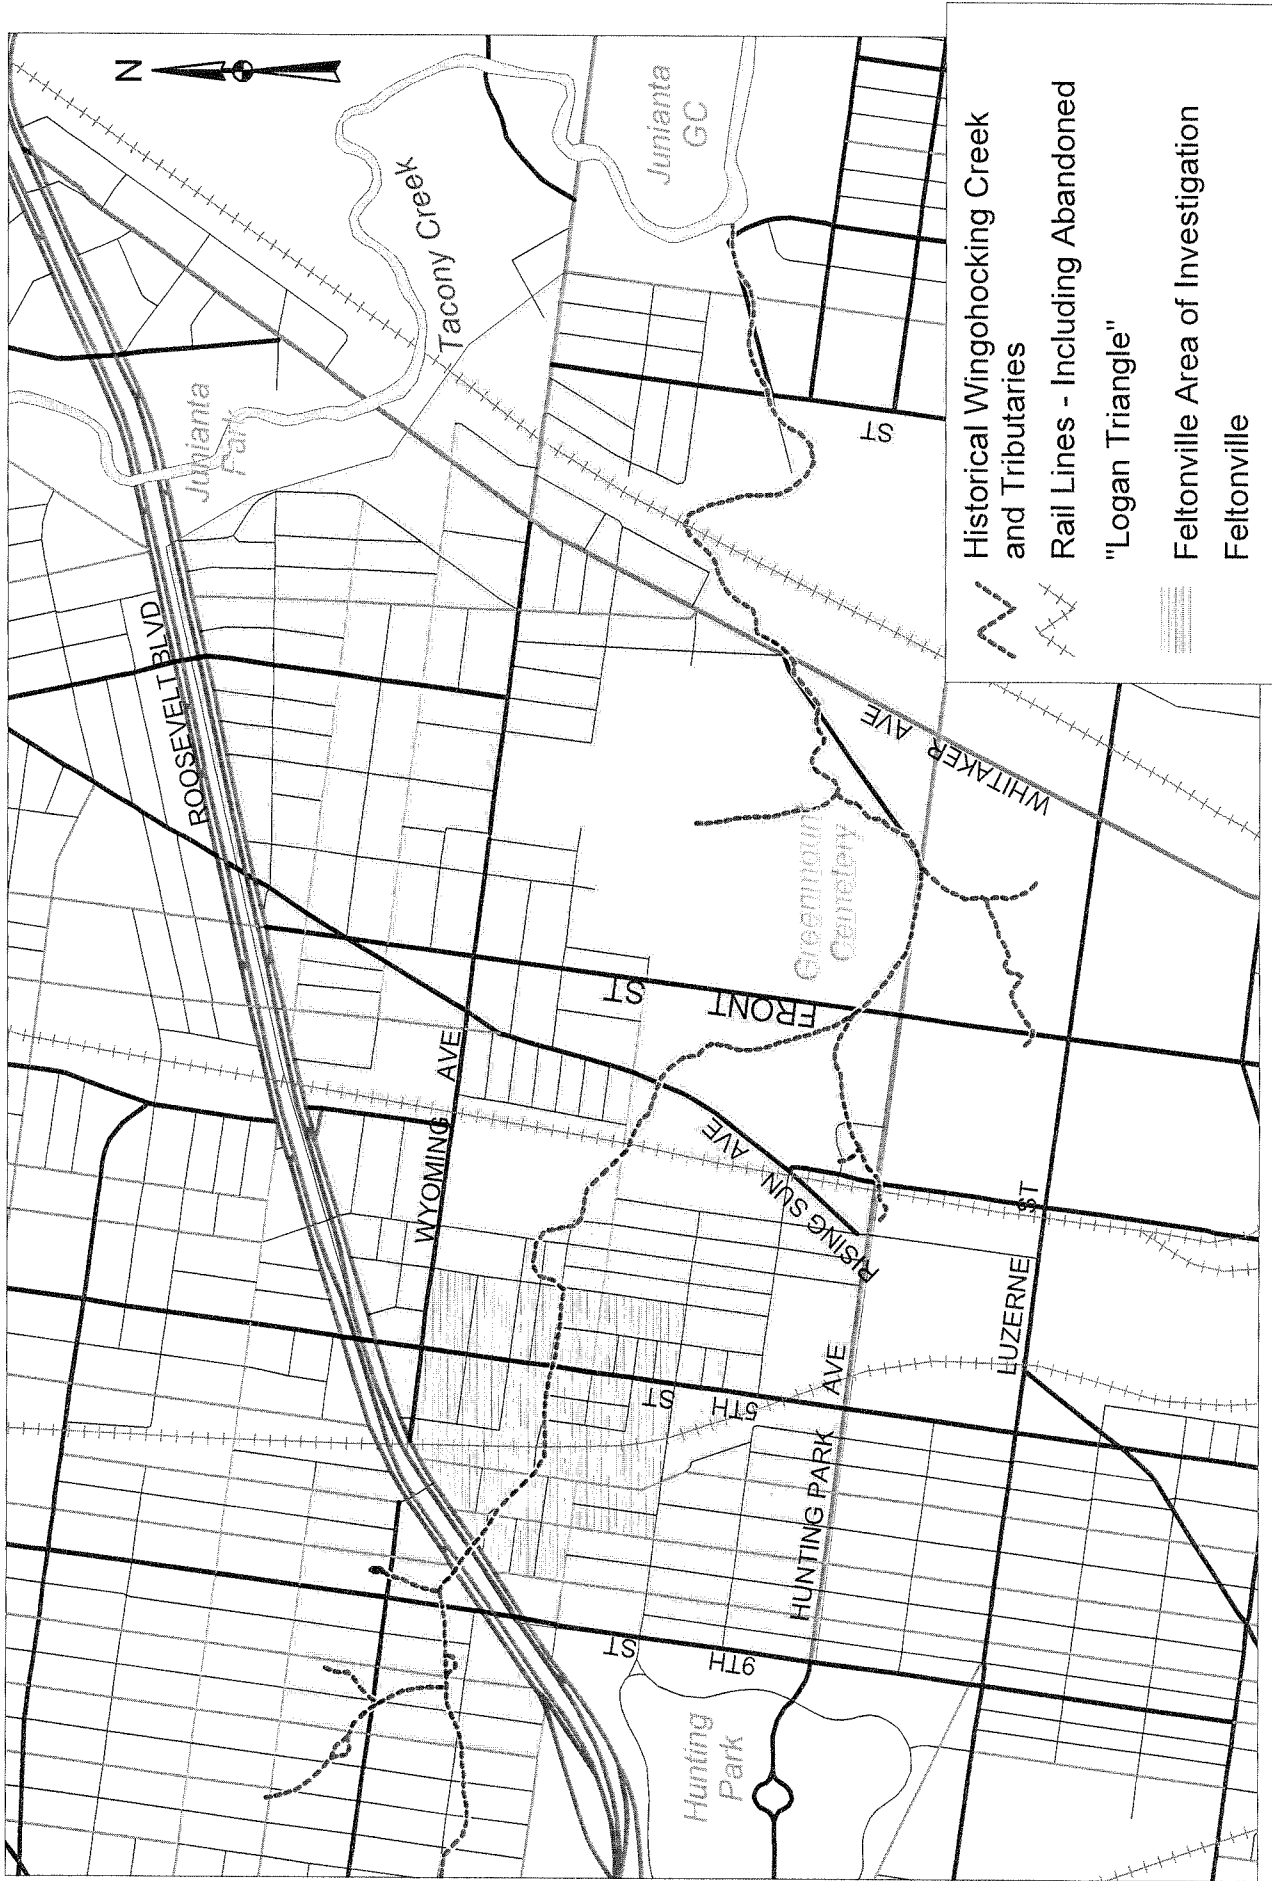 N
Tacony Creek
Junianta
GC
Junianta
Park
ROOSEVELT BLVD
WYOMING AVE
ST
FRONT
ST
Greenmount
Cemetery
WHITAKER AVE
RISING SUN AVE
5TH
ST
HUNTING PARK AVE
LUZERNE ST
9TH
ST
Hunting
Park
Historical Wingohocking Creek
and Tributaries
Rail Lines - Including Abandoned
"Logan Triangle"
Feltonville Area of Investigation
Feltonville